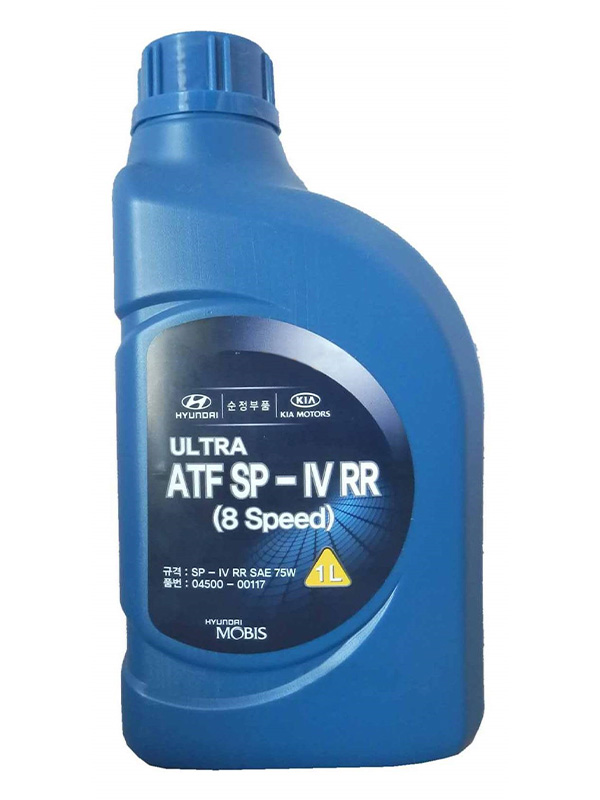 HYUNDAI 순정부품 KIA KIA MOTORS
ULTRA
ATF SP – IV RR
(8 Speed)
규격 : SP – IV RR SAE 75W
품번 : 04500 – 00117
1L
HYUNDAI
MOBIS